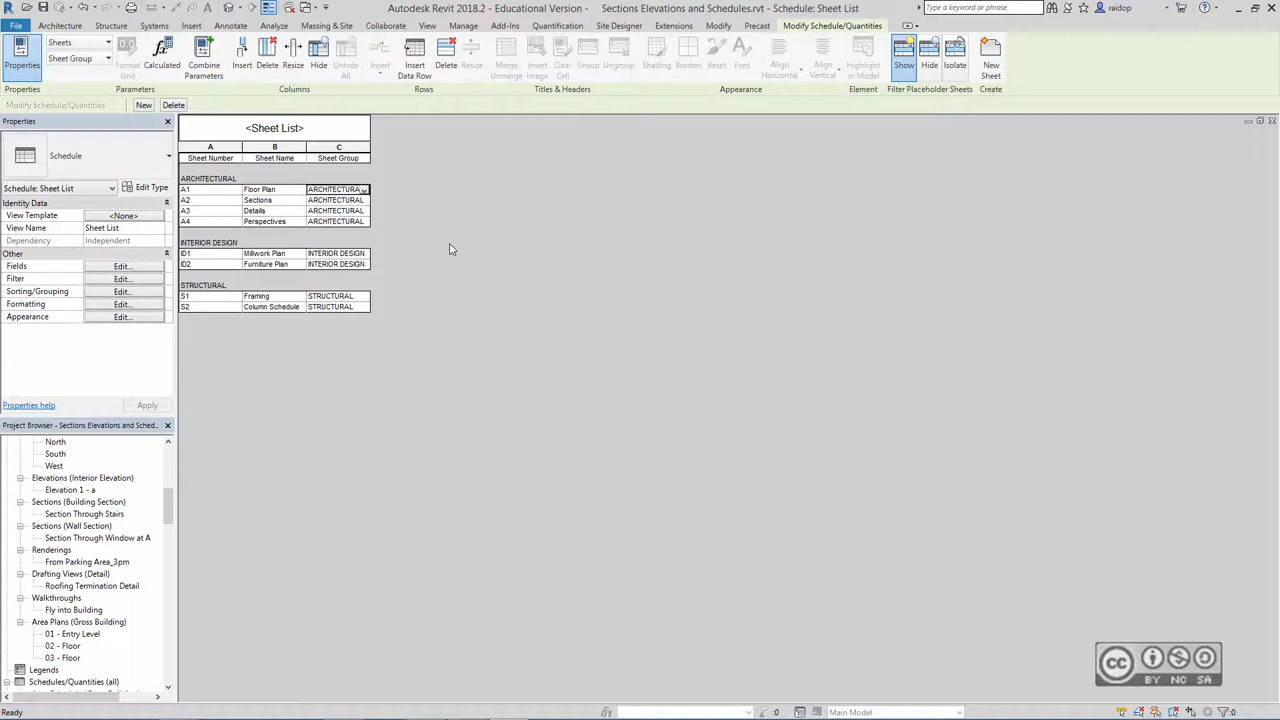 Autodesk Revit 2018.2 - Educational Version - Sections Elevations and Schedules.rvt - Schedule: Sheet List
Type a keyword or phrase
raidop
File Architecture Structure Systems Insert Annotate Analyze Massing & Site Collaborate View Manage Add-Ins Quantification Site Designer Extensions Modify Precast Modify Schedule/Quantities
Sheets
Sheet Group
Properties Format Unit Calculated Combine Parameters Insert Delete Resize Hide Unhide All Insert Insert Data Row Delete Resize Merge Unmerge Insert Image Clear Cell Group Ungroup Shading Borders Reset Font Align Horizontal Align Vertical Highlight in Model Show Hide Isolate New Sheet
Properties Parameters Columns Rows Titles & Headers Appearance Element Filter Placeholder Sheets Create
Modify Schedule/Quantities New Delete
Properties
Schedule
Schedule: Sheet List Edit Type
Identity Data
View Template <None>
View Name Sheet List
Dependency Independent
Other
Fields Edit...
Filter Edit...
Sorting/Grouping Edit...
Formatting Edit...
Appearance Edit...
Properties help Apply
Project Browser - Sections Elevations and Sched...
North
South
West
Elevations (Interior Elevation)
Elevation 1 - a
Sections (Building Section)
Section Through Stairs
Sections (Wall Section)
Section Through Window at A
Renderings
From Parking Area_3pm
Drafting Views (Detail)
Roofing Termination Detail
Walkthroughs
Fly into Building
Area Plans (Gross Building)
01 - Entry Level
02 - Floor
03 - Floor
Legends
Schedules/Quantities (all)
<Sheet List>
A B C
Sheet Number Sheet Name Sheet Group
ARCHITECTURAL
A1 Floor Plan ARCHITECTURA
A2 Sections ARCHITECTURAL
A3 Details ARCHITECTURAL
A4 Perspectives ARCHITECTURAL
INTERIOR DESIGN
ID1 Millwork Plan INTERIOR DESIGN
ID2 Furniture Plan INTERIOR DESIGN
STRUCTURAL
S1 Framing STRUCTURAL
S2 Column Schedule STRUCTURAL
cc
BY NC SA
Ready
:0
Main Model
:0